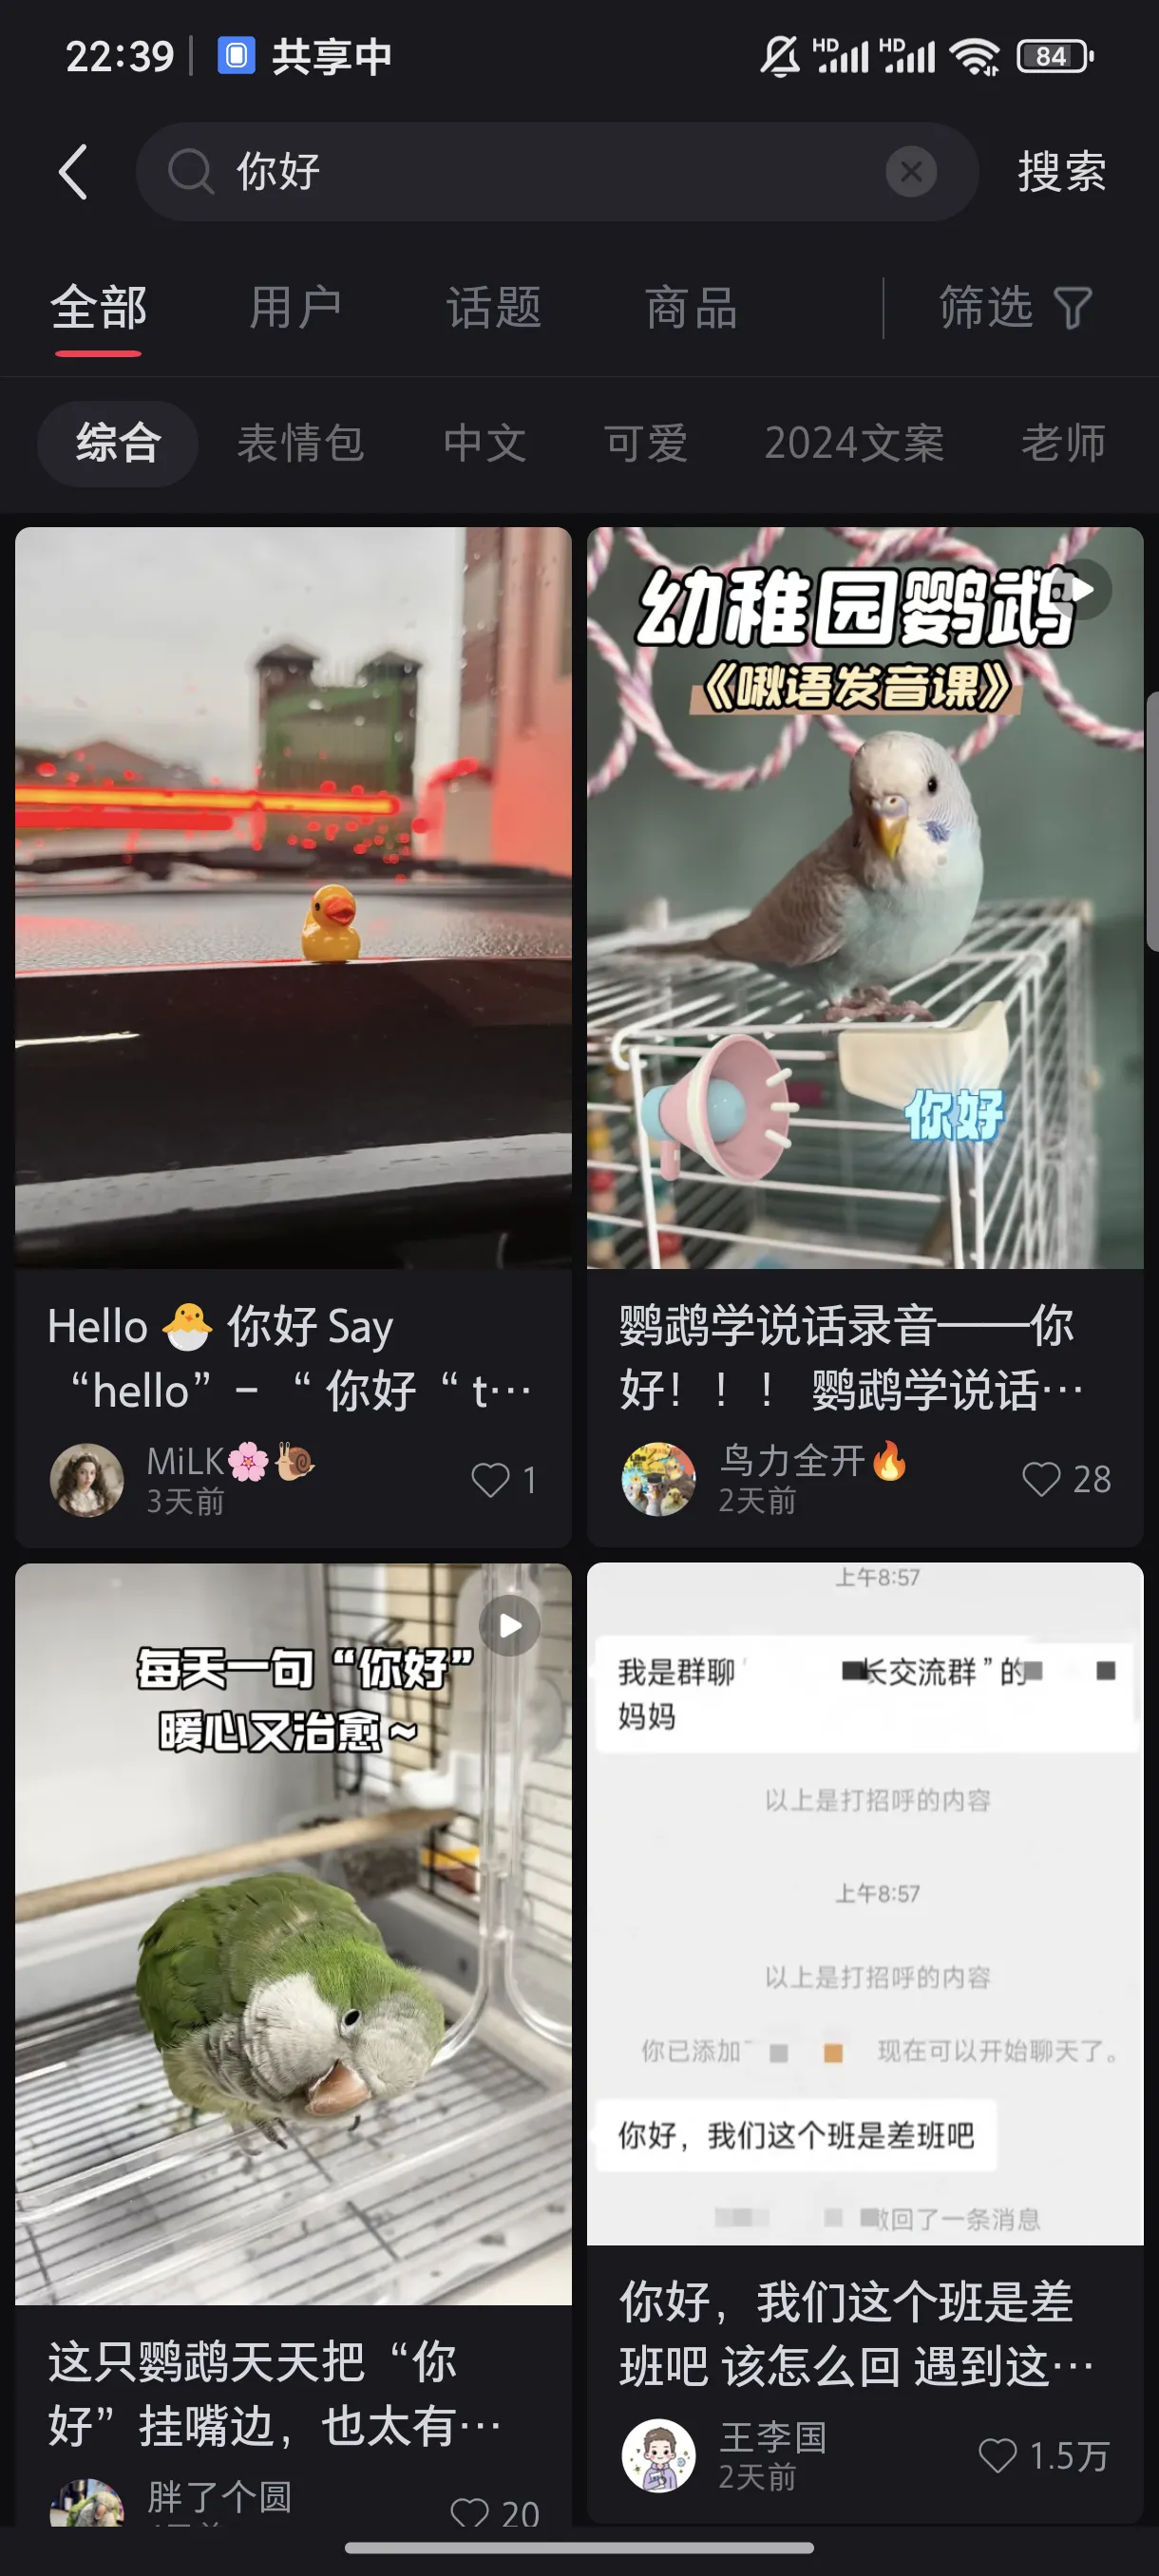 22:39
共享中
HD
HD
84
你好
搜索
全部
用户
话题
商品
筛选
综合
表情包
中文
可爱
2024文案
老师
Hello 🐣 你好 Say
“hello” – “ 你好 “ t…
MiLK🌸🐌
3天前
1
幼稚园鹦鹉
《啾语发音课》
你好
鹦鹉学说话录音——你
好！！！ 鹦鹉学说话…
鸟力全开🔥
2天前
28
每天一句“你好”
暖心又治愈～
这只鹦鹉天天把“你
好”挂嘴边，也太有…
胖了个圆
20
上午8:57
我是群聊
长交流群”的
妈妈
以上是打招呼的内容
上午8:57
以上是打招呼的内容
你已添加
现在可以开始聊天了。
你好，我们这个班是差班吧
回了一条消息
你好，我们这个班是差
班吧 该怎么回 遇到这…
王李国
2天前
1.5万